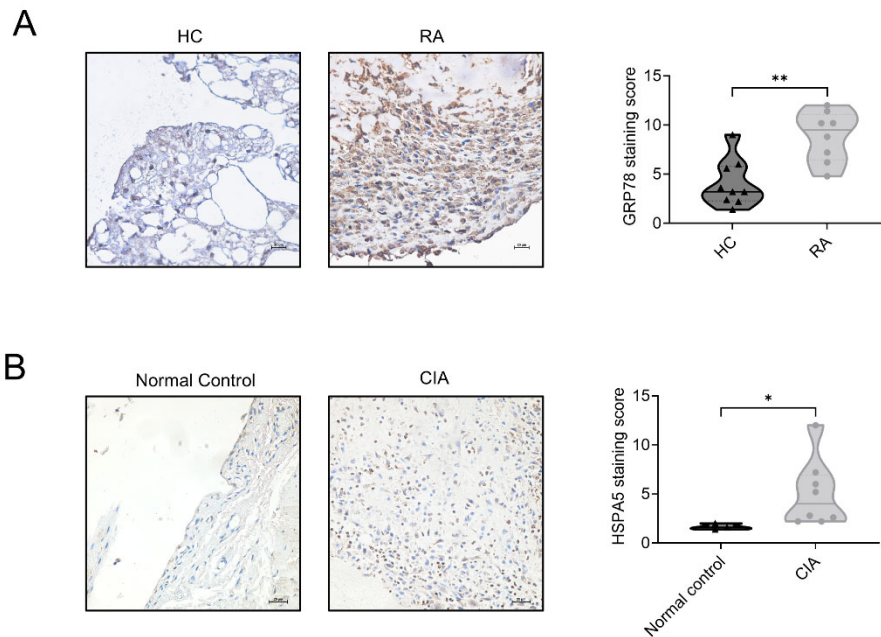 A
HC
RA
GRP78 staining score
15
10
5
0
**
HC
RA
B
Normal Control
CIA
HSPA5 staining score
15
10
5
0
*
Normal control
CIA